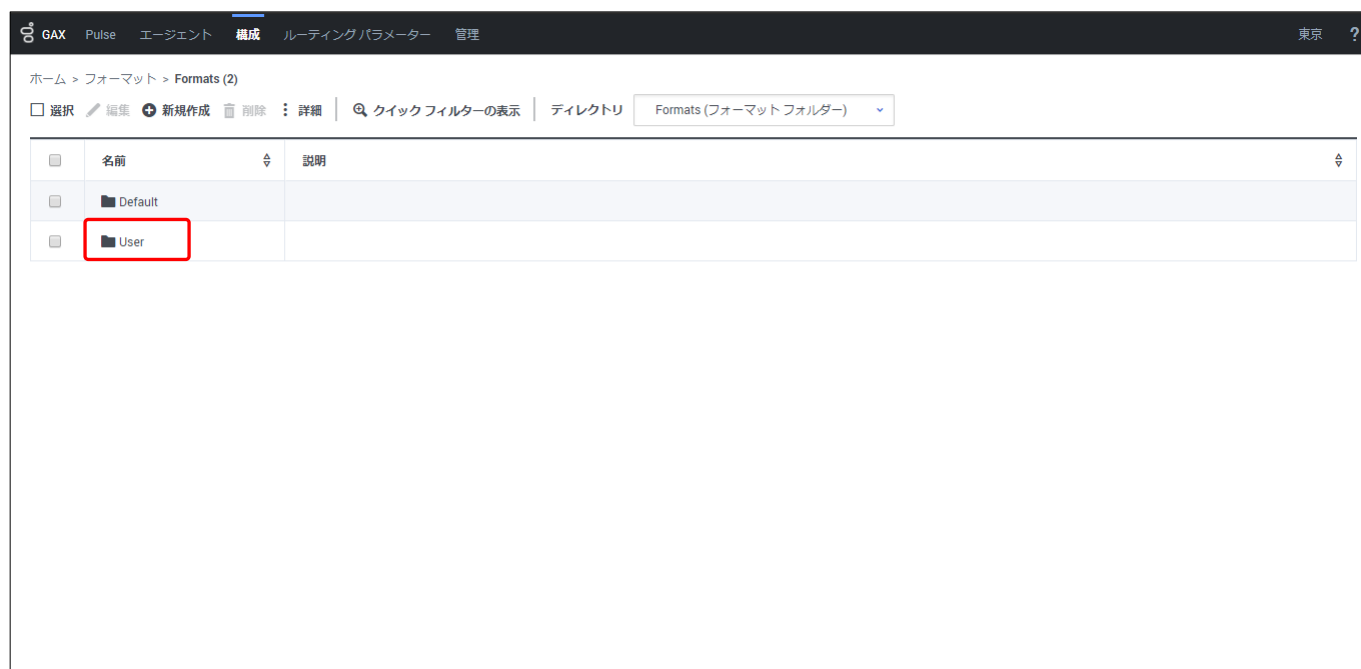 GAX Pulse エージェント 構成 ルーティング パラメーター 管理 東京 ?
ホーム > フォーマット > Formats (2)
選択 編集 新規作成 削除 詳細 クイック フィルターの表示 ディレクトリ Formats (フォーマット フォルダー)
名前 説明
Default
User